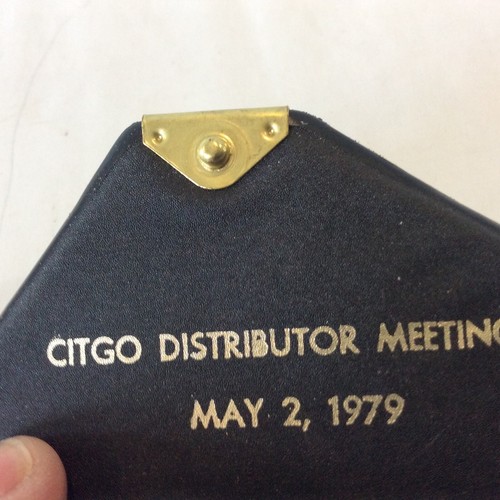 CITGO DISTRIBUTOR MEETING
MAY 2, 1979